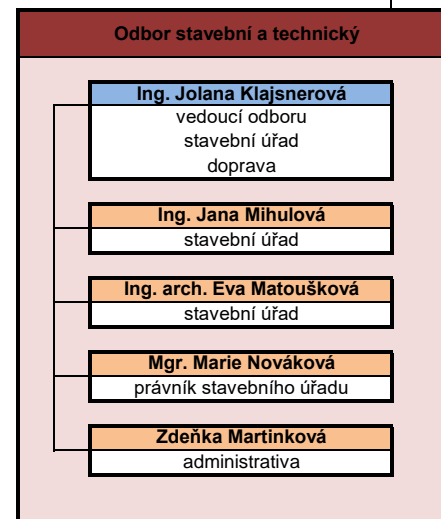 Odbor stavební a technický
Ing. Jolana Klajsnerová
vedoucí odboru
stavební úřad
doprava
Ing. Jana Mihulová
stavební úřad
Ing. arch. Eva Matoušková
stavební úřad
Mgr. Marie Nováková
právník stavebního úřadu
Zdeňka Martinková
administrativa